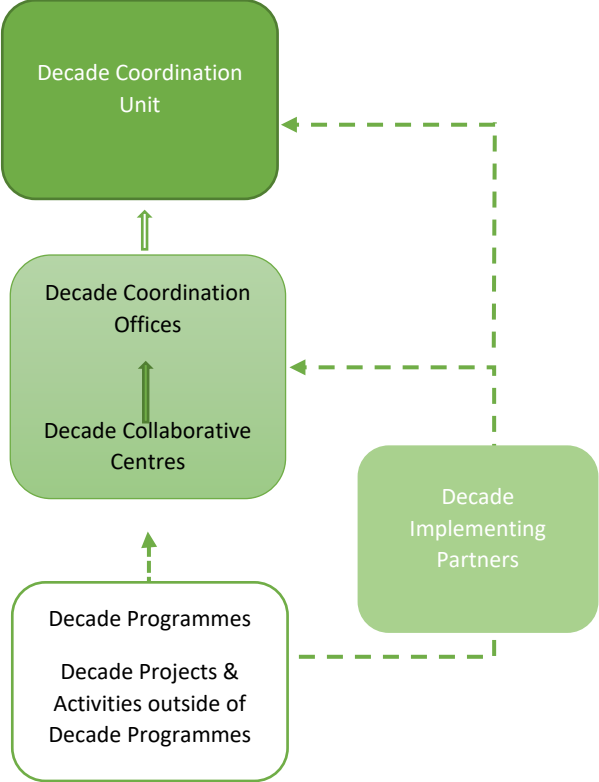 Decade Coordination
Unit
Decade Coordination
Offices
Decade Collaborative
Centres
Decade
Implementing
Partners
Decade Programmes
Decade Projects &
Activities outside of
Decade Programmes